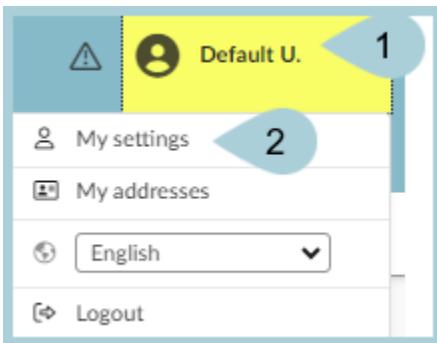 Default U. 1
My settings 2
My addresses
English
Logout